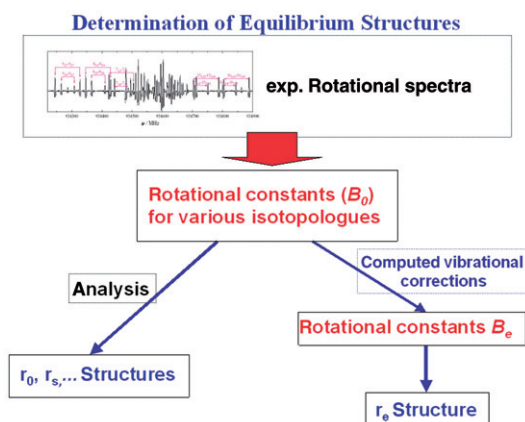 Determination of Equilibrium Structures
exp. Rotational spectra
Rotational constants (B₀)
for various isotopologues
Analysis
Computed vibrational
corrections
Rotational constants Bₑ
r₀, rₛ,... Structures
rₑ Structure